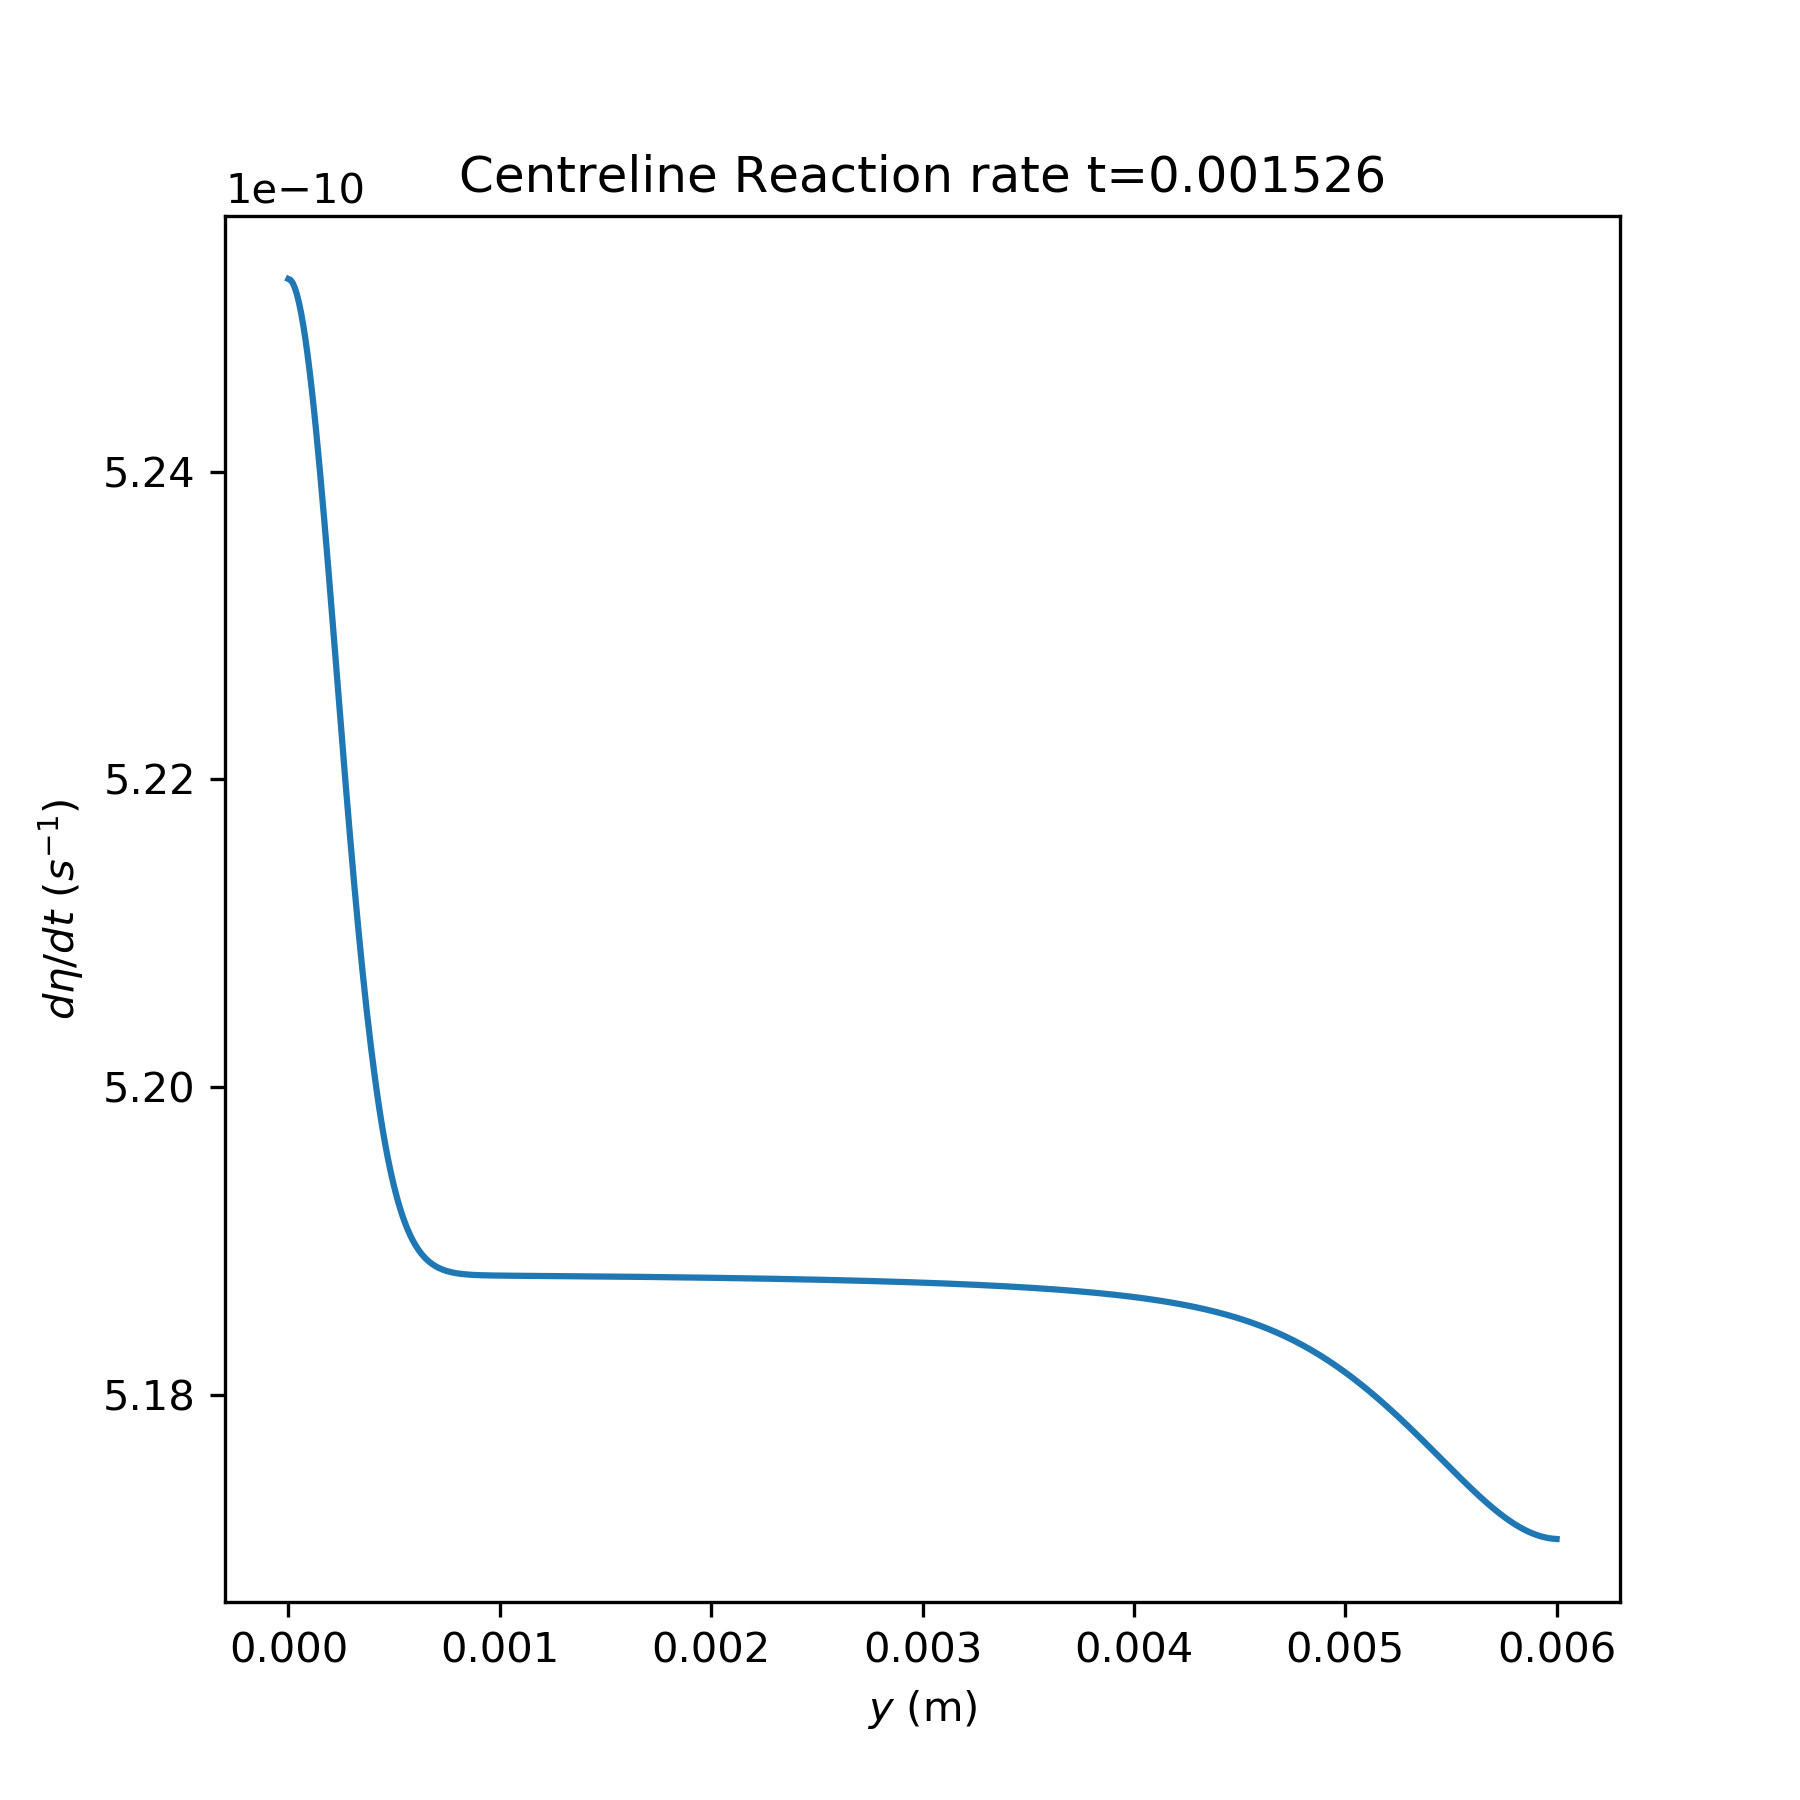 Centreline Reaction rate t=0.001526
1e−10
5.24
5.22
5.20
5.18
dη/dt (s⁻¹)
0.000 0.001 0.002 0.003 0.004 0.005 0.006
y (m)